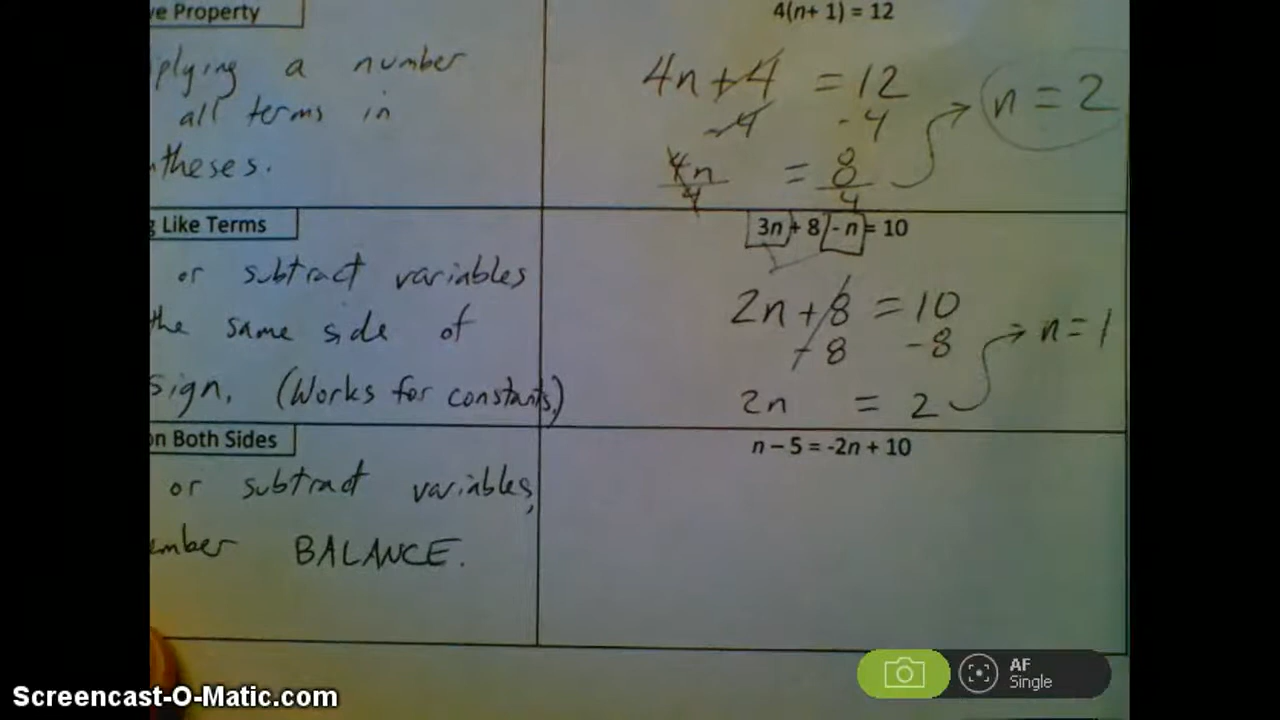 ve Property
plying a number
all terms in
ntheses.
4(n+ 1) = 12
4n + 4 = 12
-4 -4
4n = 8
4 4
n = 2
g Like Terms
or subtract variables
the same side of
sign. (Works for constants.)
3n + 8 - n = 10
2n + 8 = 10
- 8 - 8
2n = 2
n = 1
on Both Sides
or subtract variables,
ember BALANCE.
n – 5 = -2n + 10
AF
Single
Screencast-O-Matic.com